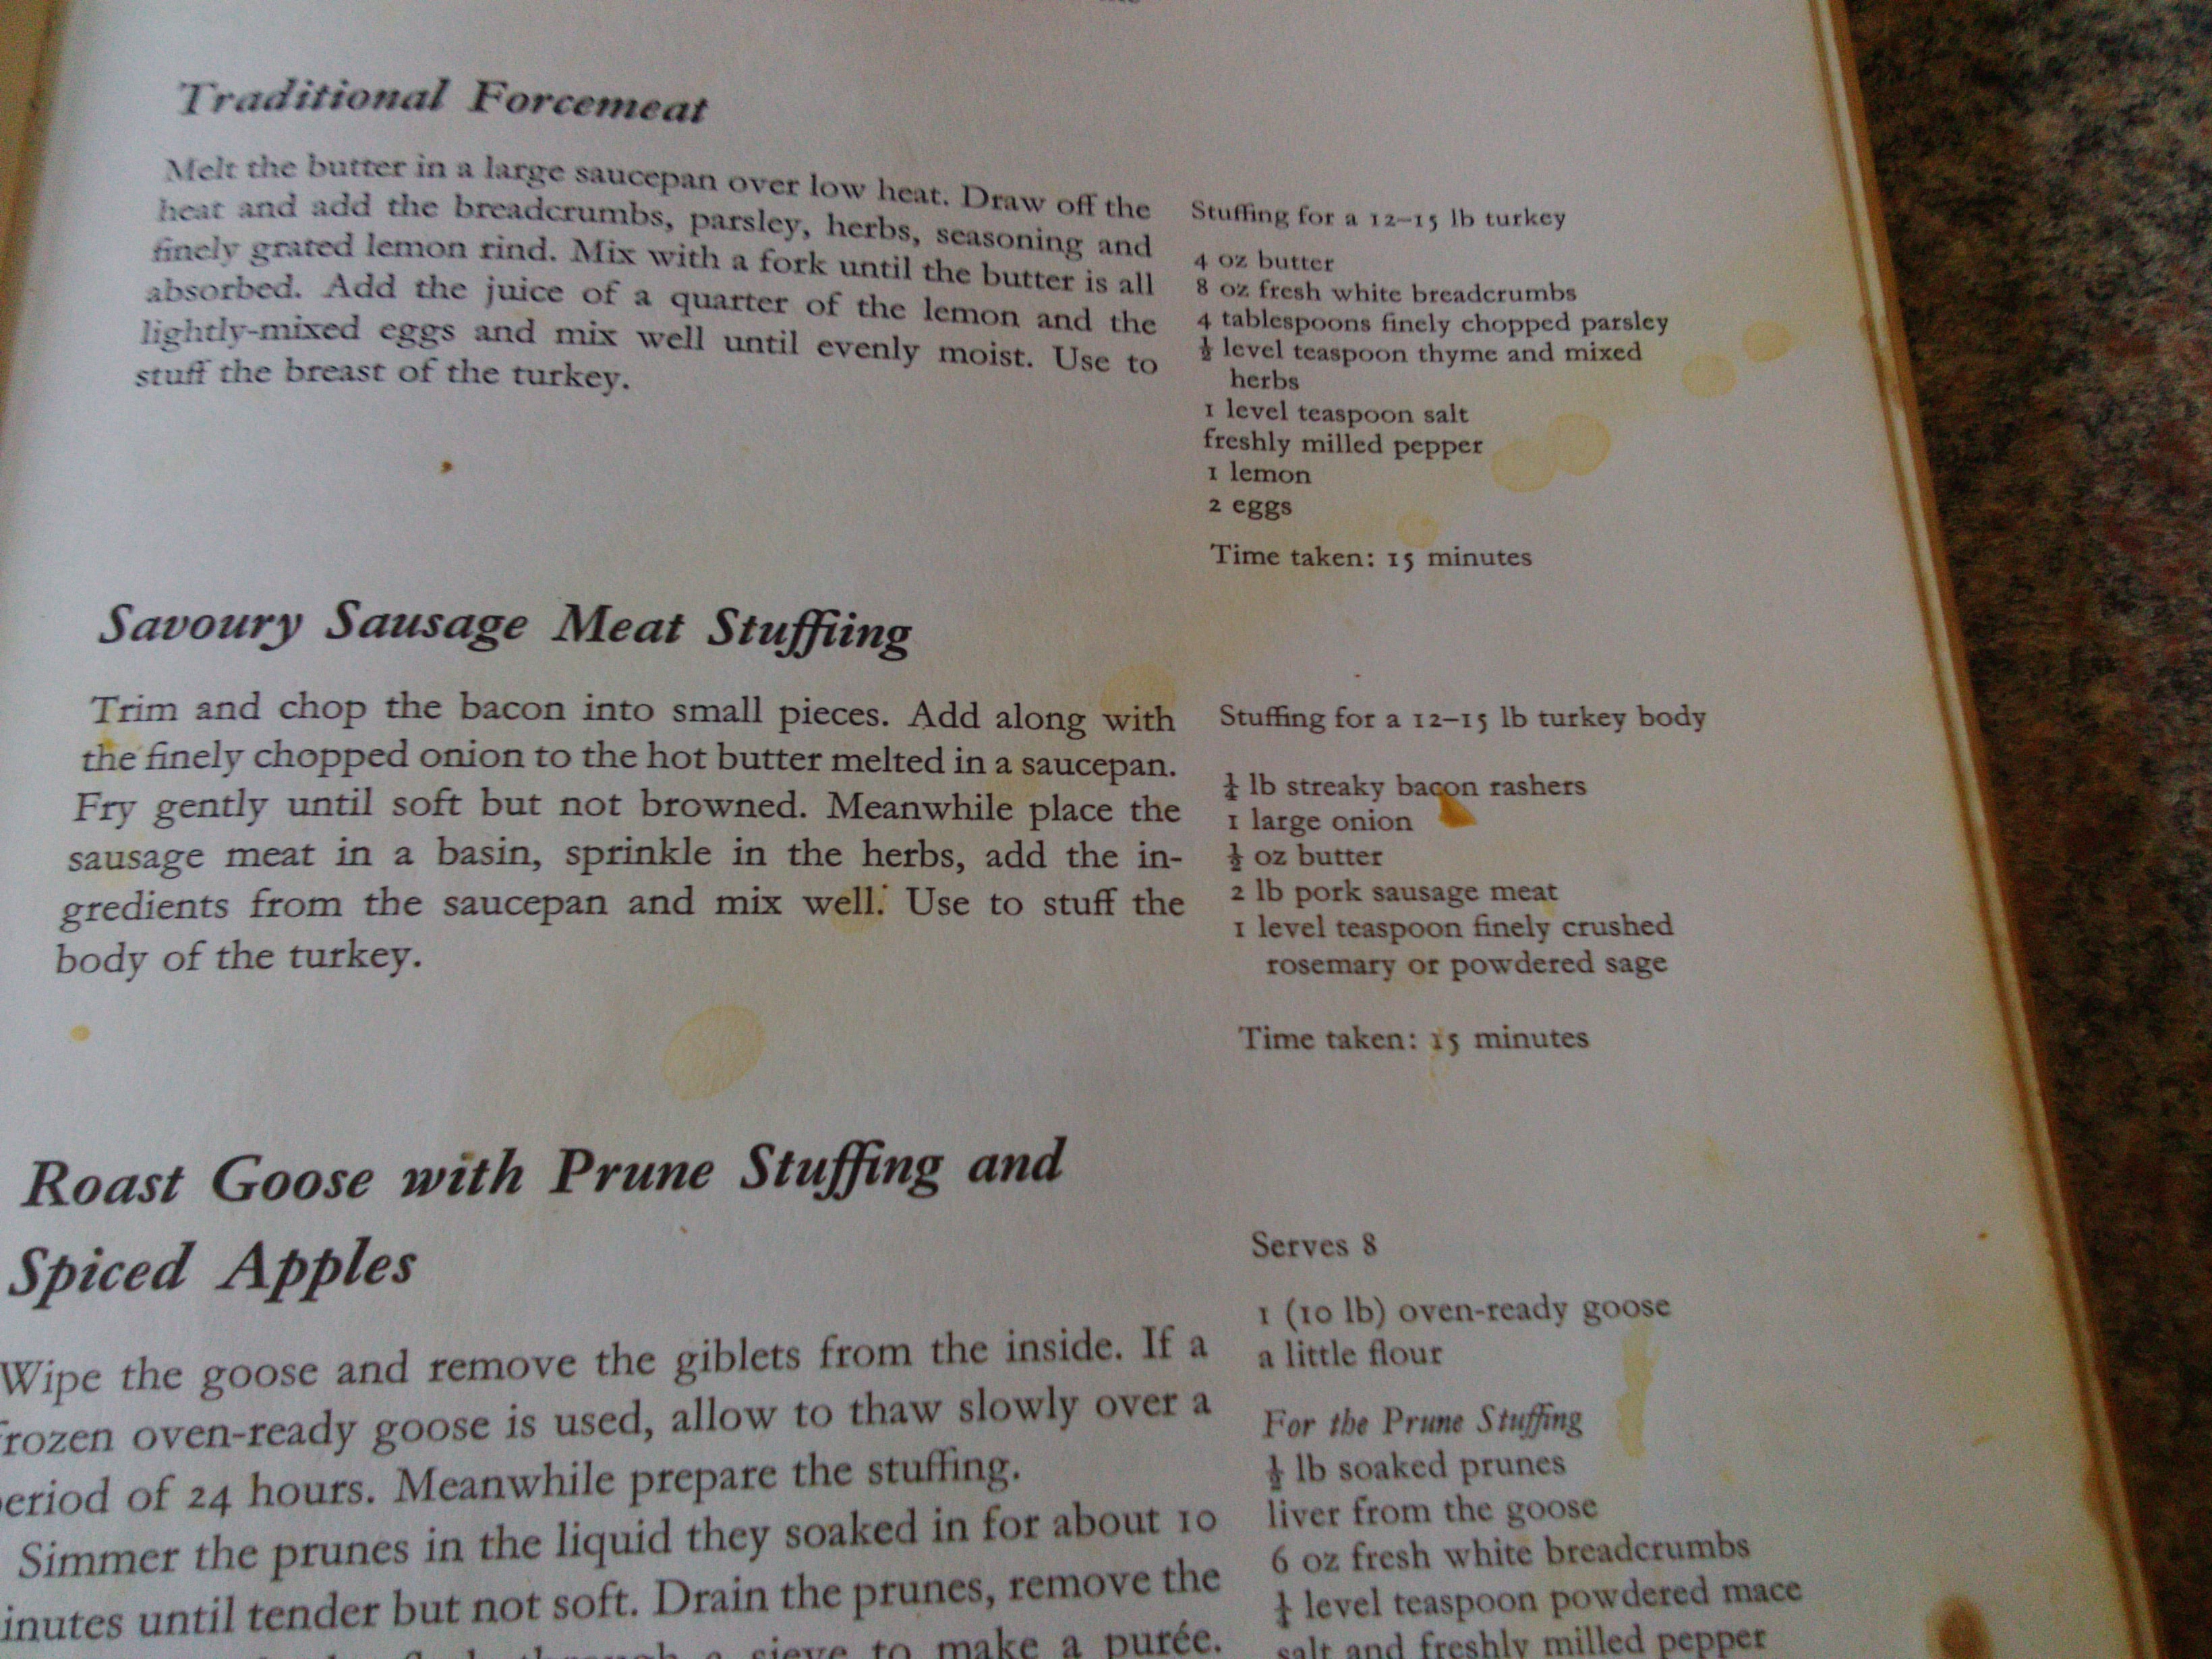 Traditional Forcemeat
Melt the butter in a large saucepan over low heat. Draw off the
heat and add the breadcrumbs, parsley, herbs, seasoning and
finely grated lemon rind. Mix with a fork until the butter is all
absorbed. Add the juice of a quarter of the lemon and the
lightly-mixed eggs and mix well until evenly moist. Use to
stuff the breast of the turkey.
Stuffing for a 12–15 lb turkey
4 oz butter
8 oz fresh white breadcrumbs
4 tablespoons finely chopped parsley
½ level teaspoon thyme and mixed
herbs
1 level teaspoon salt
freshly milled pepper
1 lemon
2 eggs
Time taken: 15 minutes
Savoury Sausage Meat Stuffiing
Trim and chop the bacon into small pieces. Add along with
the finely chopped onion to the hot butter melted in a saucepan.
Fry gently until soft but not browned. Meanwhile place the
sausage meat in a basin, sprinkle in the herbs, add the in-
gredients from the saucepan and mix well. Use to stuff the
body of the turkey.
Stuffing for a 12–15 lb turkey body
¼ lb streaky bacon rashers
1 large onion
½ oz butter
2 lb pork sausage meat
1 level teaspoon finely crushed
rosemary or powdered sage
Time taken: 15 minutes
Roast Goose with Prune Stuffing and
Spiced Apples
Wipe the goose and remove the giblets from the inside. If a
frozen oven-ready goose is used, allow to thaw slowly over a
period of 24 hours. Meanwhile prepare the stuffing.
Simmer the prunes in the liquid they soaked in for about 10
inutes until tender but not soft. Drain the prunes, remove the
through a sieve to make a purée.
Serves 8
1 (10 lb) oven-ready goose
a little flour
For the Prune Stuffing
½ lb soaked prunes
liver from the goose
6 oz fresh white breadcrumbs
¼ level teaspoon powdered mace
salt and freshly milled pepper